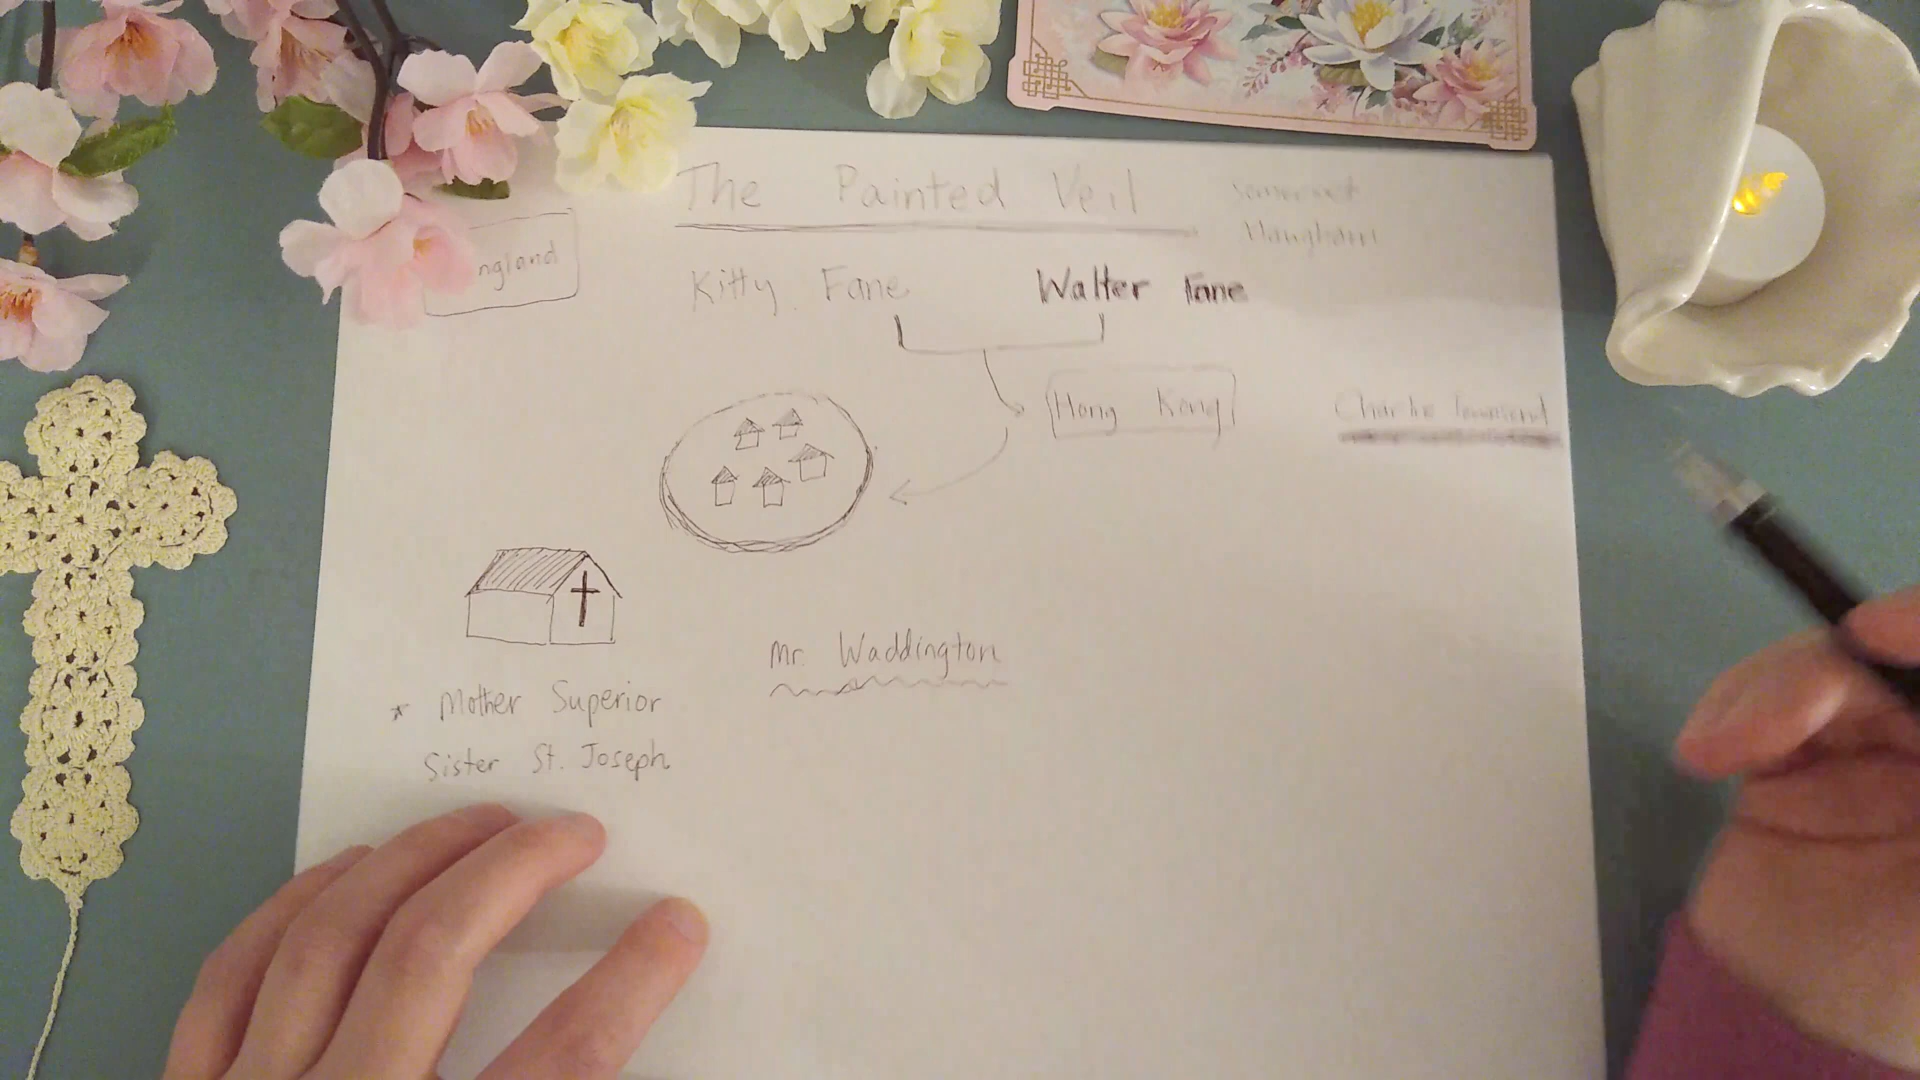 The Painted Veil
Somerset
Maugham
ngland
Kitty Fane
Walter Fane
Hong Kong
Charlie Townsend
Mr. Waddington
* Mother Superior
Sister St. Joseph